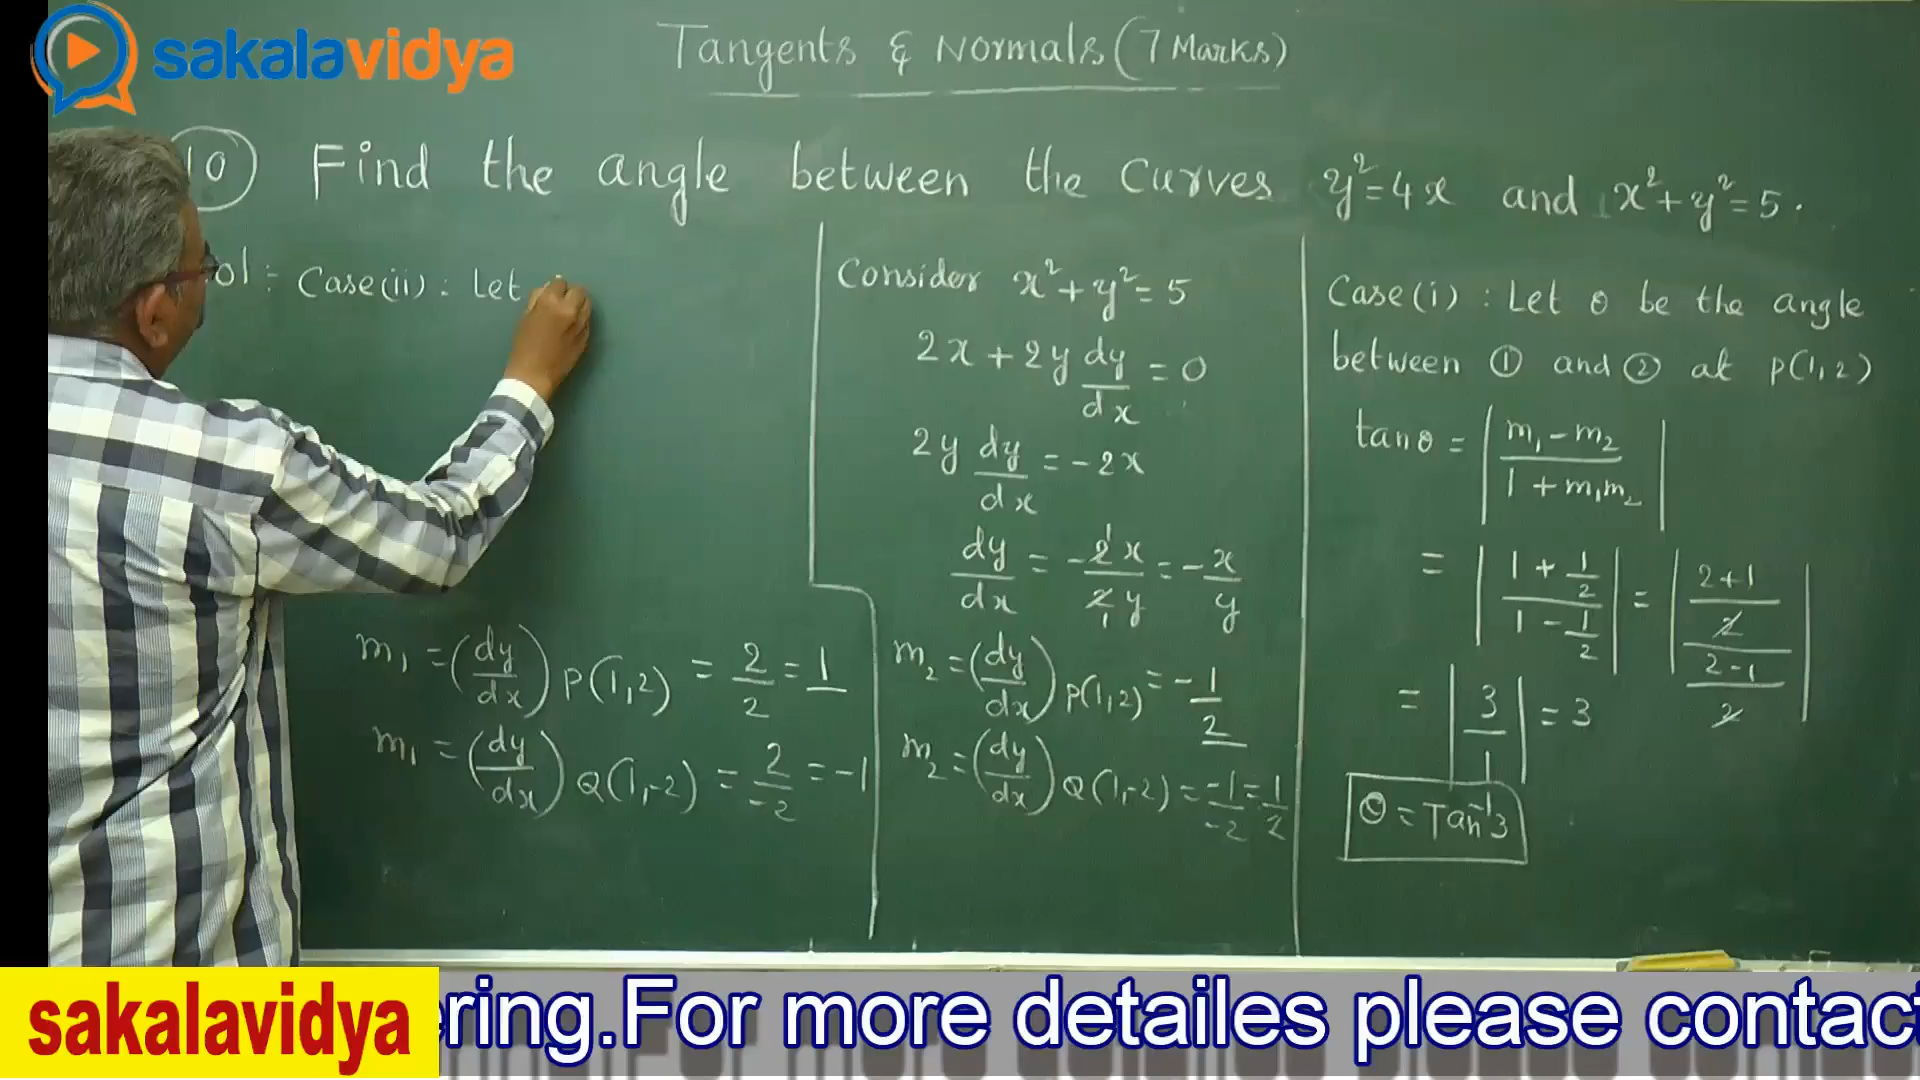 sakalavidya
Tangents & Normals (7 Marks)
10 Find the angle between the curves y²=4x and x²+y²=5.
ol: Case(ii): Let
m₁ = (dy/dx) P(1,2) = 2/2 = 1
m₁ = (dy/dx) Q(1,-2) = 2/-2 = -1
Consider x²+y²=5
2x + 2y dy/dx = 0
2y dy/dx = -2x
dy/dx = -2x/2y = -x/y
m₂ = (dy/dx) P(1,2) = -1/2
m₂ = (dy/dx) Q(1,-2) = -1/-2 = 1/2
Case(i): Let θ be the angle
between ① and ② at P(1,2)
tanθ = |m₁-m₂/1+m₁m₂|
= |1+1/2/1-1/2| = |2+1/2/2-1/2|
= |3/1| = 3
θ = Tan⁻¹3
sakalavidya
ering.For more detailes please contact